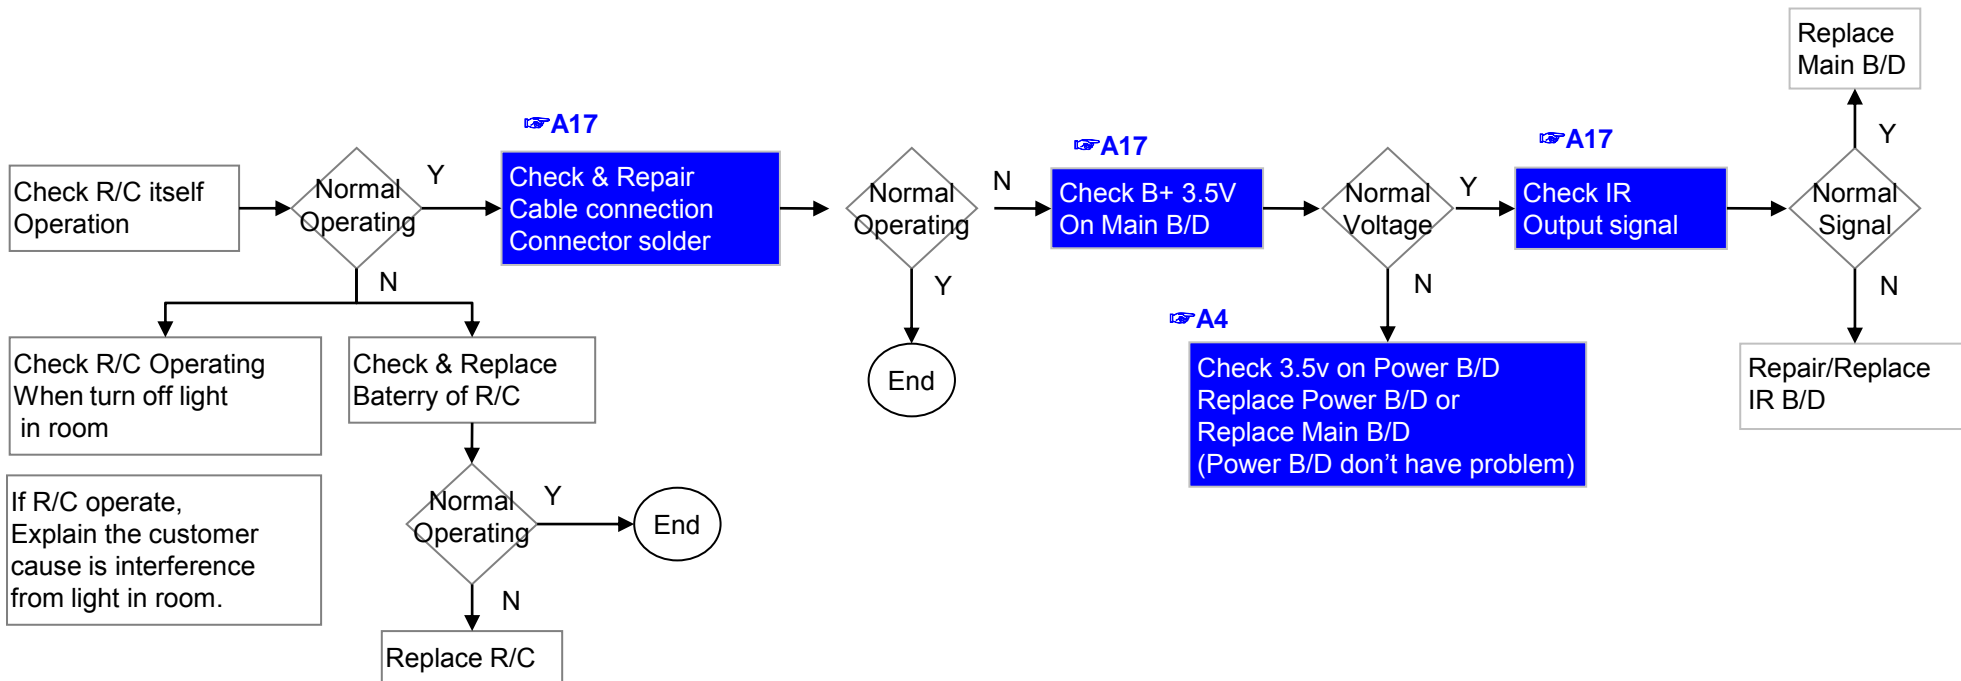 Replace
Main B/D
Y
☞A17
☞A17
☞A17
Check R/C itself
Operation
Normal
Operating
Y
Check & Repair
Cable connection
Connector solder
Normal
Operating
N
Check B+ 3.5V
On Main B/D
Normal
Voltage
Y
Check IR
Output signal
Normal
Signal
N
Y
N
N
Check R/C Operating
When turn off light
in room
Check & Replace
Baterry of R/C
End
☞A4
Check 3.5v on Power B/D
Replace Power B/D or
Replace Main B/D
(Power B/D don’t have problem)
Repair/Replace
IR B/D
If R/C operate,
Explain the customer
cause is interference
from light in room.
Normal
Operating
Y
End
N
Replace R/C